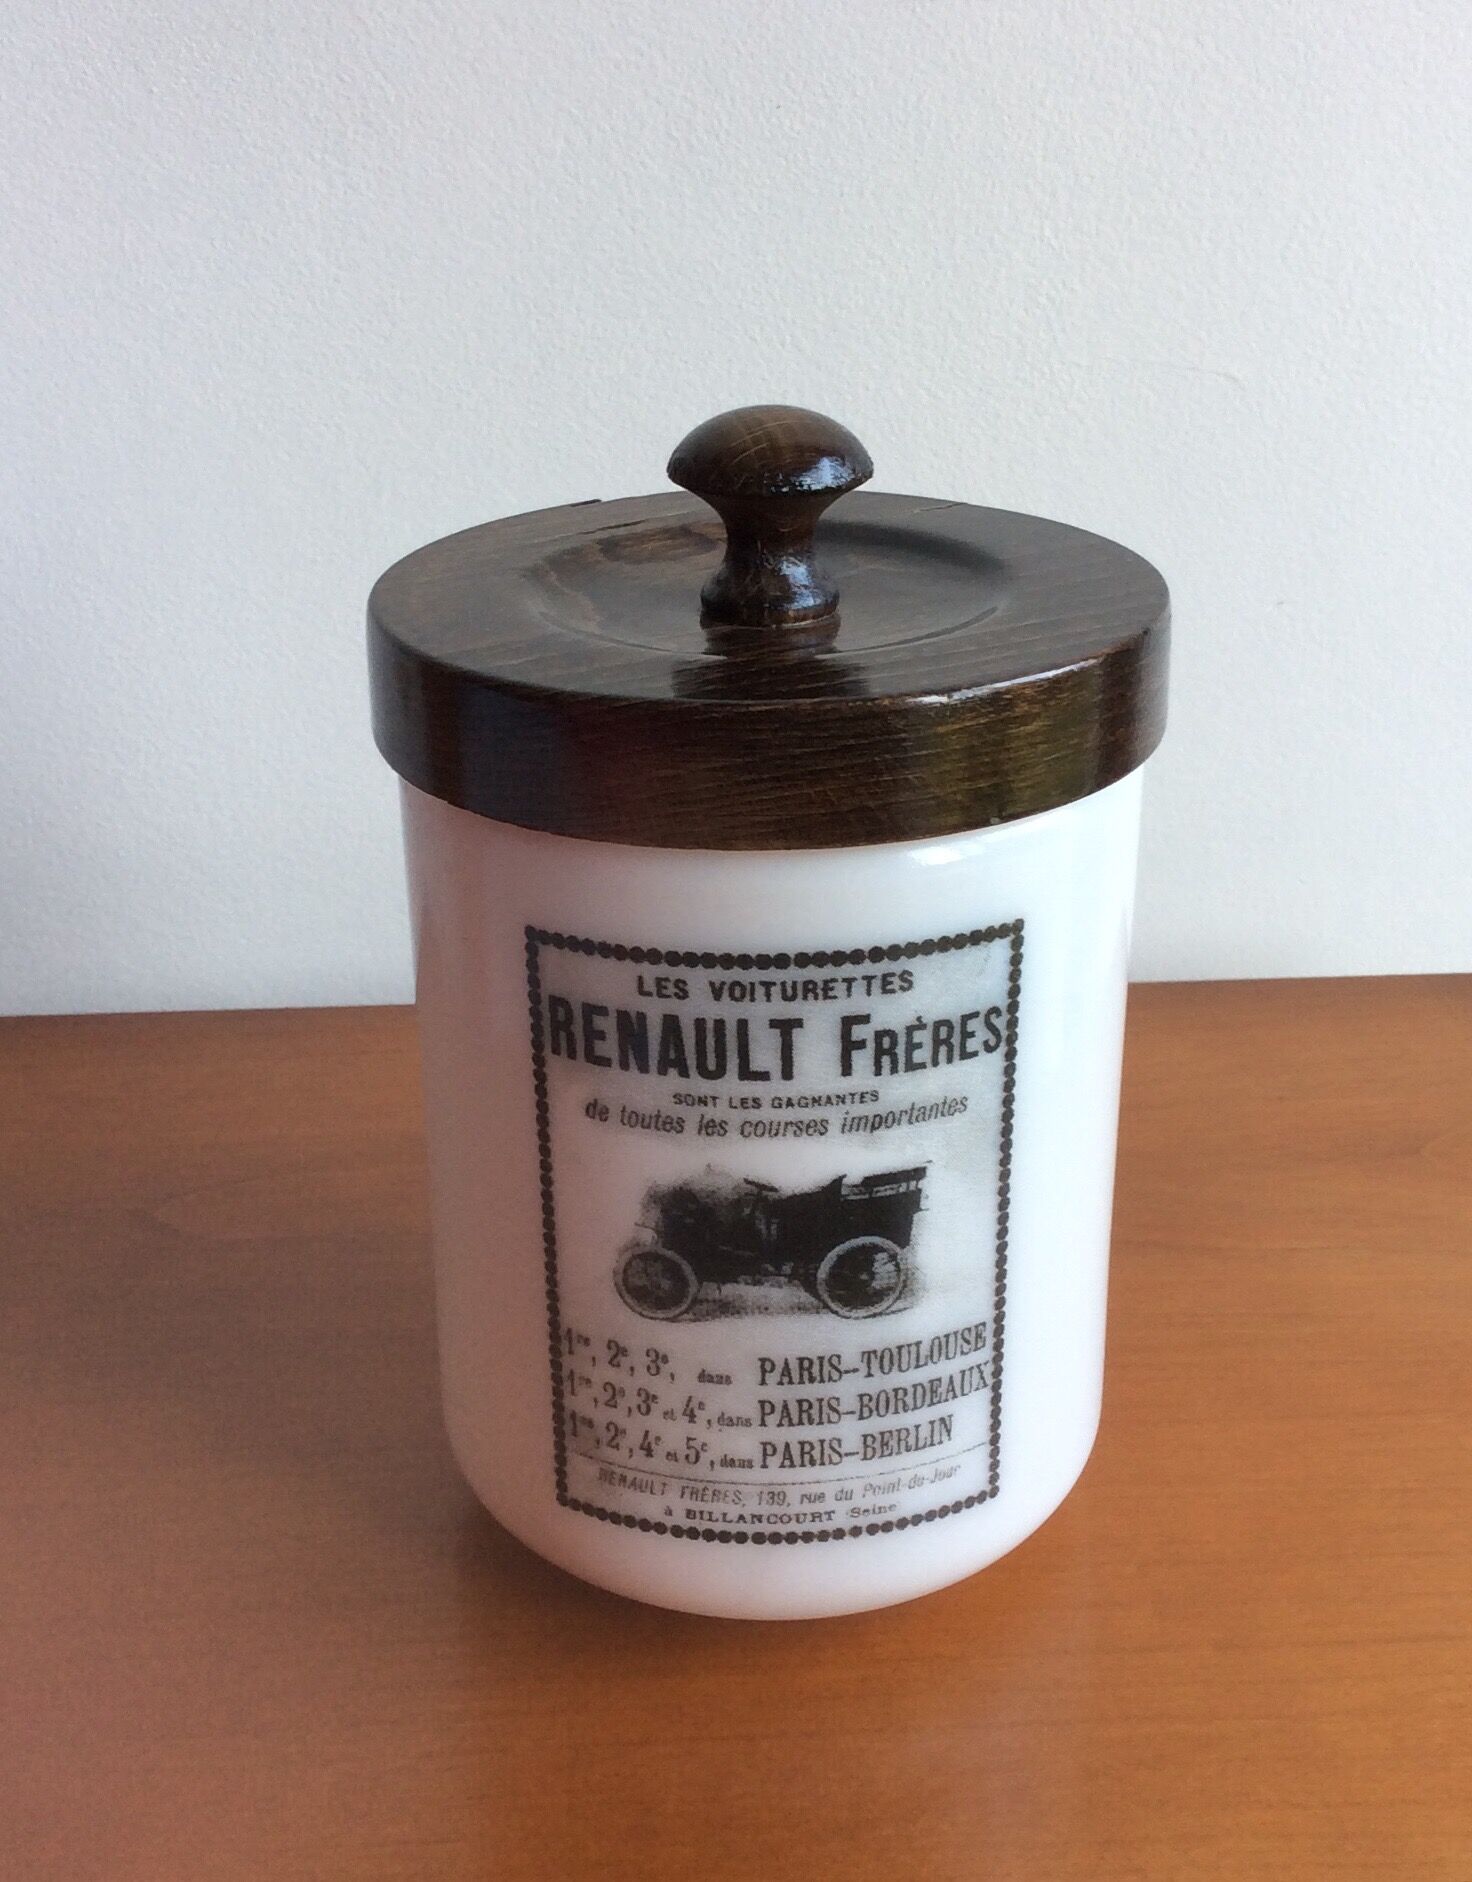 LES VOITURETTES
RENAULT FRÈRES
SONT LES GAGNANTES
de toutes les courses importantes
1re, 2e, 3e, dans PARIS–TOULOUSE
1re, 2e, 3e et 4e, dans PARIS–BORDEAUX
1re, 2e, 4e et 5e, dans PARIS–BERLIN
RENAULT FRÈRES, 139, rue du Point-du-Jour
à BILLANCOURT Seine